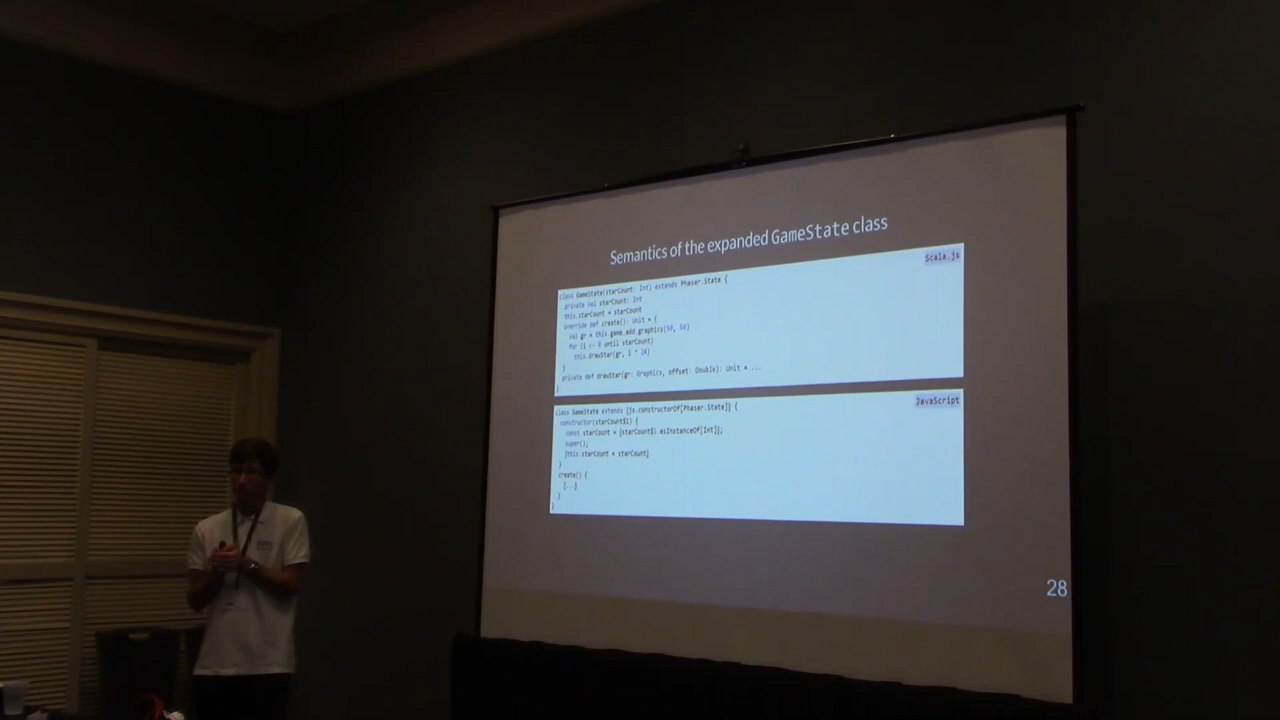 Semantics of the expanded GameState class
Scala.js
class GameState(starCount: Int) extends Phaser.State {
private val starCount: Int
this.starCount = starCount
override def create(): Unit = {
val gr = this.game.add.graphics(50, 50)
for (i <- 0 until starCount)
this.drawStar(gr, i * 24)
}
private def drawStar(gr: Graphics, offset: Double): Unit = ...
}
JavaScript
class GameState extends [js.constructorOf[Phaser.State]] {
constructor(starCount$1) {
const starCount = [starCount$1.asInstanceOf[Int]];
super();
[this.starCount = starCount]
}
create() {
[...]
}
}
28